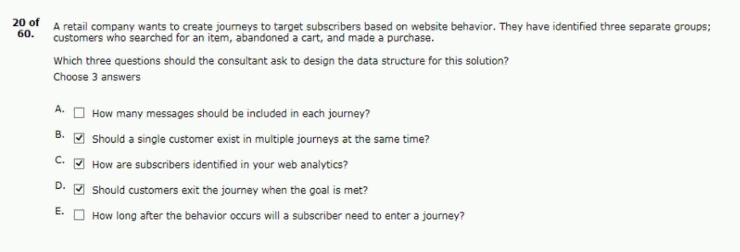 20 of
60.
A retail company wants to create journeys to target subscribers based on website behavior. They have identified three separate groups;
customers who searched for an item, abandoned a cart, and made a purchase.
Which three questions should the consultant ask to design the data structure for this solution?
Choose 3 answers
A. How many messages should be included in each journey?
B. Should a single customer exist in multiple journeys at the same time?
C. How are subscribers identified in your web analytics?
D. Should customers exit the journey when the goal is met?
E. How long after the behavior occurs will a subscriber need to enter a journey?